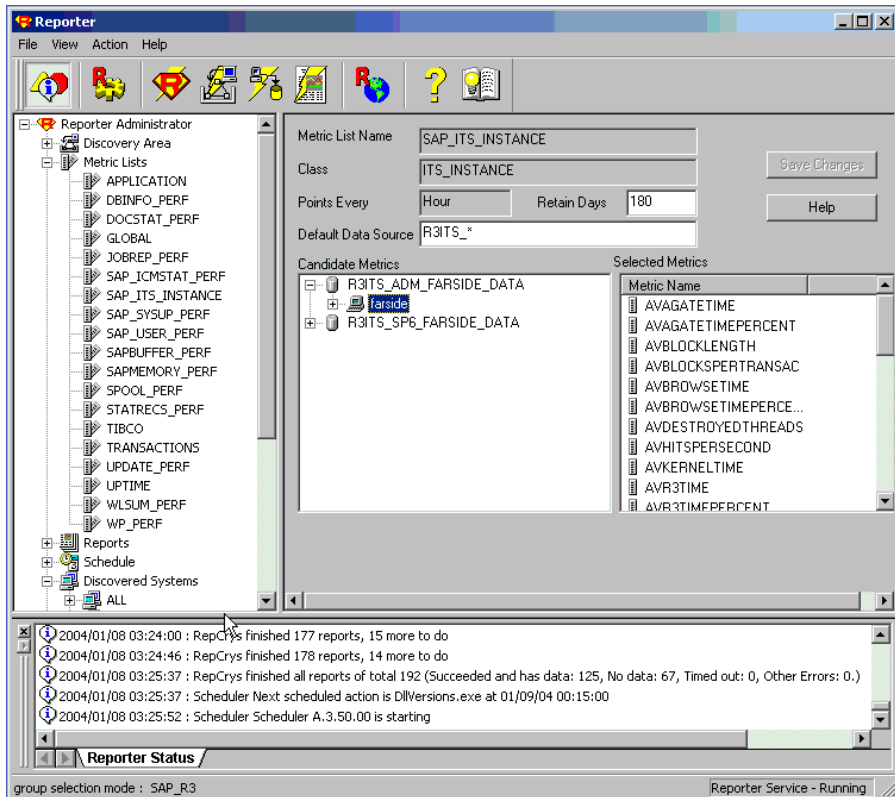 Reporter
File View Action Help
Reporter Administrator
Discovery Area
Metric Lists
APPLICATION
DBINFO_PERF
DOCSTAT_PERF
GLOBAL
JOBREP_PERF
SAP_ICMSTAT_PERF
SAP_ITS_INSTANCE
SAP_SYSUP_PERF
SAP_USER_PERF
SAPBUFFER_PERF
SAPMEMORY_PERF
SPOOL_PERF
STATRECS_PERF
TIBCO
TRANSACTIONS
UPDATE_PERF
UPTIME
WLSUM_PERF
WP_PERF
Reports
Schedule
Discovered Systems
ALL
Metric List Name SAP_ITS_INSTANCE
Class ITS_INSTANCE
Points Every Hour Retain Days 180
Default Data Source R3ITS_*
Save Changes
Help
Candidate Metrics
R3ITS_ADM_FARSIDE_DATA
farside
R3ITS_SP6_FARSIDE_DATA
Selected Metrics
Metric Name
AVAGATETIME
AVAGATETIMEPERCENT
AVBLOCKLENGTH
AVBLOCKSPERTRANSAC
AVBROWSETIME
AVBROWSETIMEPERCE...
AVDESTROYEDTHREADS
AVHITSPERSECOND
AVKERNELTIME
AVR3TIME
AVR3TIMEPERCENT
2004/01/08 03:24:00 : RepCrys finished 177 reports, 15 more to do
2004/01/08 03:24:46 : RepCrys finished 178 reports, 14 more to do
2004/01/08 03:25:37 : RepCrys finished all reports of total 192 (Succeeded and has data: 125, No data: 67, Timed out: 0, Other Errors: 0.)
2004/01/08 03:25:37 : Scheduler Next scheduled action is DllVersions.exe at 01/09/04 00:15:00
2004/01/08 03:25:52 : Scheduler Scheduler A.3.50.00 is starting
Reporter Status
group selection mode : SAP_R3
Reporter Service - Running